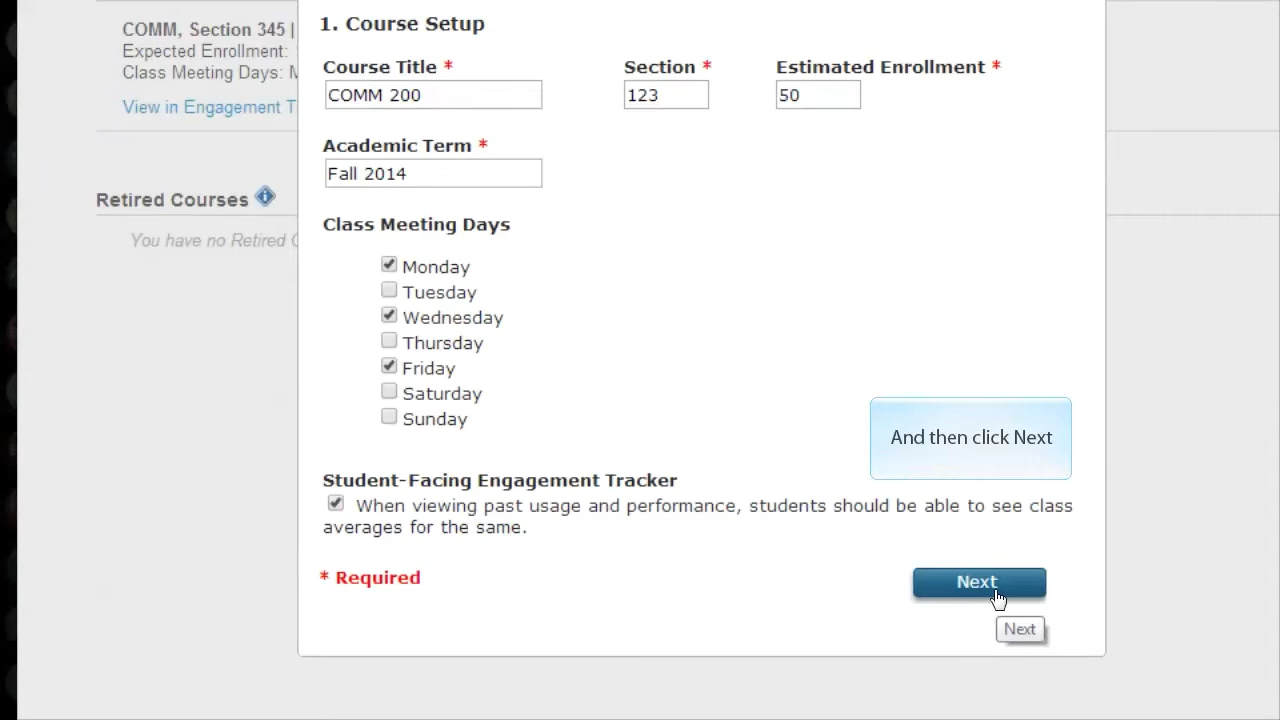 COMM, Section 345 |
Expected Enrollment:
Class Meeting Days: M
View in Engagement T
Retired Courses
You have no Retired C
1. Course Setup
Course Title *
Section *
Estimated Enrollment *
COMM 200
123
50
Academic Term *
Fall 2014
Class Meeting Days
Monday
Tuesday
Wednesday
Thursday
Friday
Saturday
Sunday
And then click Next
Student-Facing Engagement Tracker
When viewing past usage and performance, students should be able to see class
averages for the same.
* Required
Next
Next